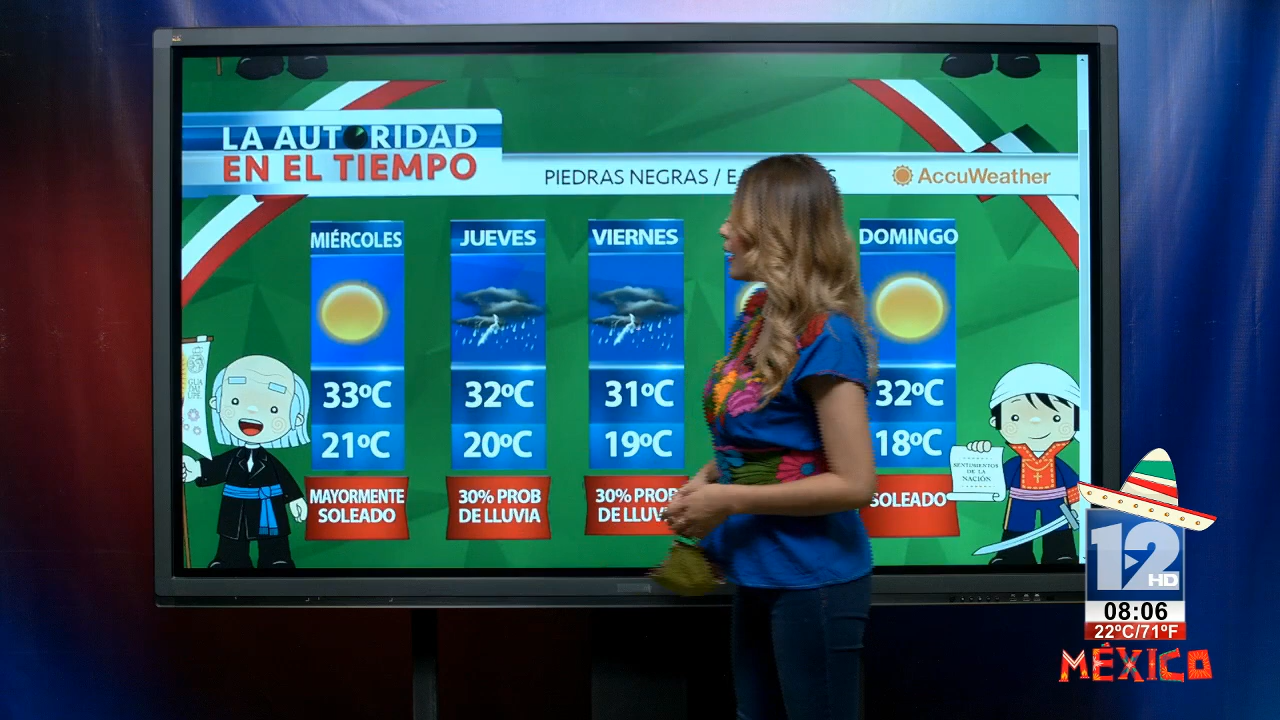 LA AUTORIDAD
EN EL TIEMPO
PIEDRAS NEGRAS /
AccuWeather
MIÉRCOLES
33ºC
21ºC
MAYORMENTE
SOLEADO
JUEVES
32ºC
20ºC
30% PROB
DE LLUVIA
VIERNES
31ºC
19ºC
30%
DE
DOMINGO
32ºC
18ºC
SOLEADO
SENTIMIENTOS
DE LA
NACIÓN
12
HD
08:06
22ºC/71ºF
MÉXICO